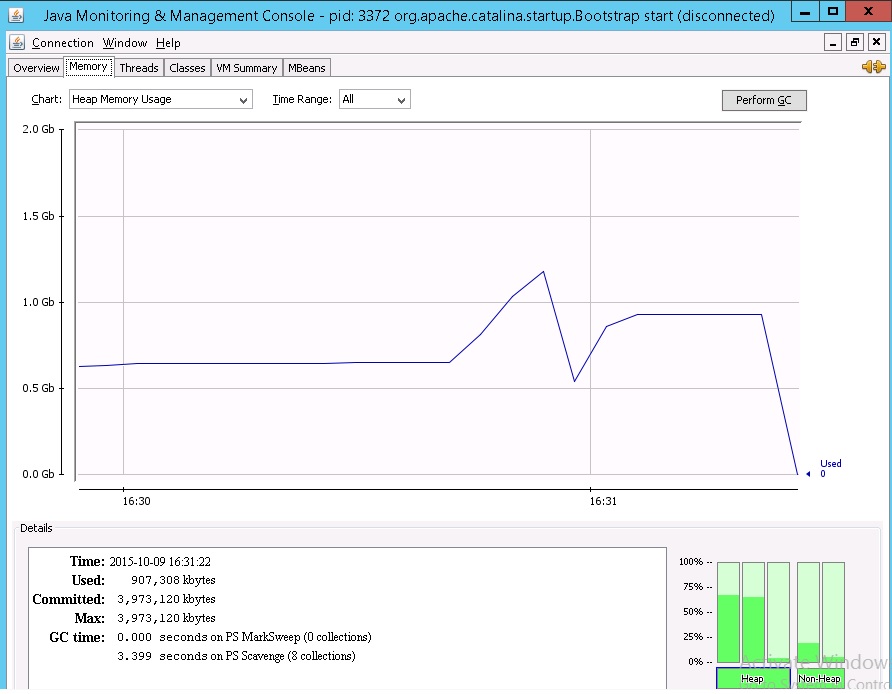 Java Monitoring & Management Console - pid: 3372 org.apache.catalina.startup.Bootstrap start (disconnected)
Connection Window Help
Overview Memory Threads Classes VM Summary MBeans
Chart: Heap Memory Usage Time Range: All Perform GC
2.0 Gb
1.5 Gb
1.0 Gb
0.5 Gb
0.0 Gb
Used
0
16:30 16:31
Details
Time: 2015-10-09 16:31:22
Used: 907,308 kbytes
Committed: 3,973,120 kbytes
Max: 3,973,120 kbytes
GC time: 0.000 seconds on PS MarkSweep (0 collections)
3.399 seconds on PS Scavenge (8 collections)
100% --
75% --
50% --
25% --
0% --
Heap Non-Heap
Activate Window